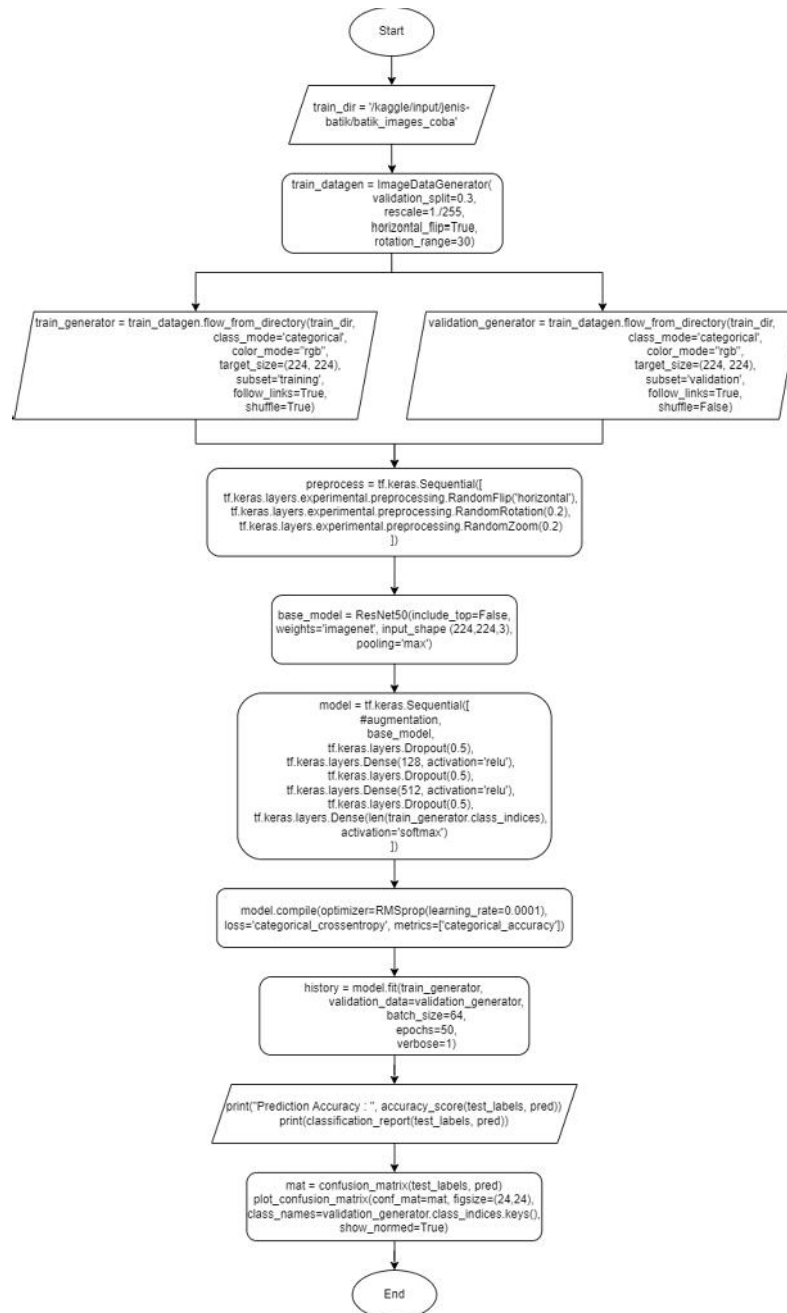 Start
train_dir = '/kaggle/input/jenis-
batik/batik_images_coba'
train_datagen = ImageDataGenerator(
validation_split=0.3,
rescale=1./255,
horizontal_flip=True,
rotation_range=30)
train_generator = train_datagen.flow_from_directory(train_dir,
class_mode='categorical',
color_mode="rgb",
target_size=(224, 224),
subset='training',
follow_links=True,
shuffle=True)
validation_generator = train_datagen.flow_from_directory(train_dir,
class_mode='categorical',
color_mode="rgb",
target_size=(224, 224),
subset='validation',
follow_links=True,
shuffle=False)
preprocess = tf.keras.Sequential([
tf.keras.layers.experimental.preprocessing.RandomFlip('horizontal'),
tf.keras.layers.experimental.preprocessing.RandomRotation(0.2),
tf.keras.layers.experimental.preprocessing.RandomZoom(0.2)
])
base_model = ResNet50(include_top=False,
weights='imagenet', input_shape (224,224,3),
pooling='max')
model = tf.keras.Sequential([
#augmentation,
base_model,
tf.keras.layers.Dropout(0.5),
tf.keras.layers.Dense(128, activation='relu'),
tf.keras.layers.Dropout(0.5),
tf.keras.layers.Dense(512, activation='relu'),
tf.keras.layers.Dropout(0.5),
tf.keras.layers.Dense(len(train_generator.class_indices),
activation='softmax')
])
model.compile(optimizer=RMSprop(learning_rate=0.0001),
loss='categorical_crossentropy', metrics=['categorical_accuracy'])
history = model.fit(train_generator,
validation_data=validation_generator,
batch_size=64,
epochs=50,
verbose=1)
print("Prediction Accuracy : ", accuracy_score(test_labels, pred))
print(classification_report(test_labels, pred))
mat = confusion_matrix(test_labels, pred)
plot_confusion_matrix(conf_mat=mat, figsize=(24,24),
class_names=validation_generator.class_indices.keys(),
show_normed=True)
End